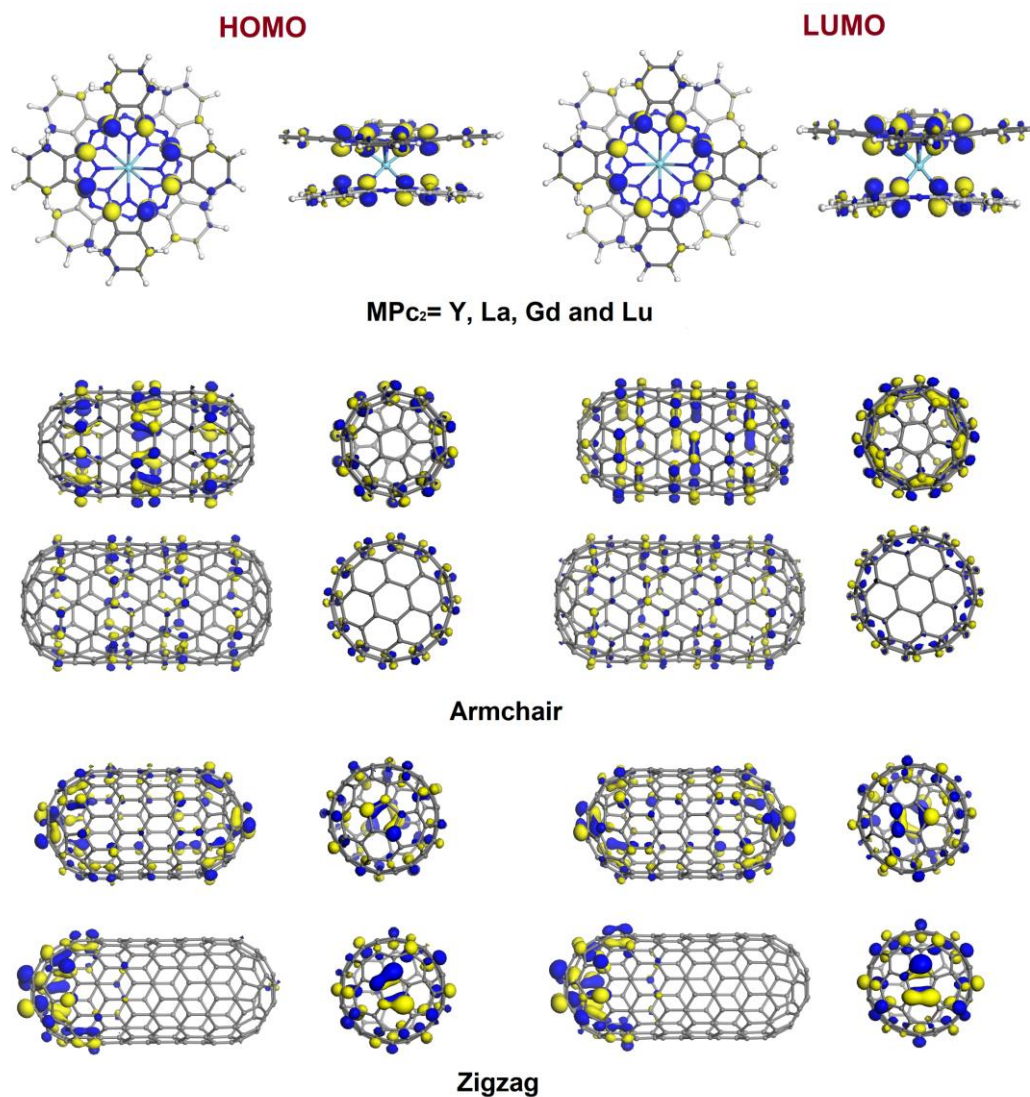 HOMO
LUMO
MPc₂= Y, La, Gd and Lu
Armchair
Zigzag